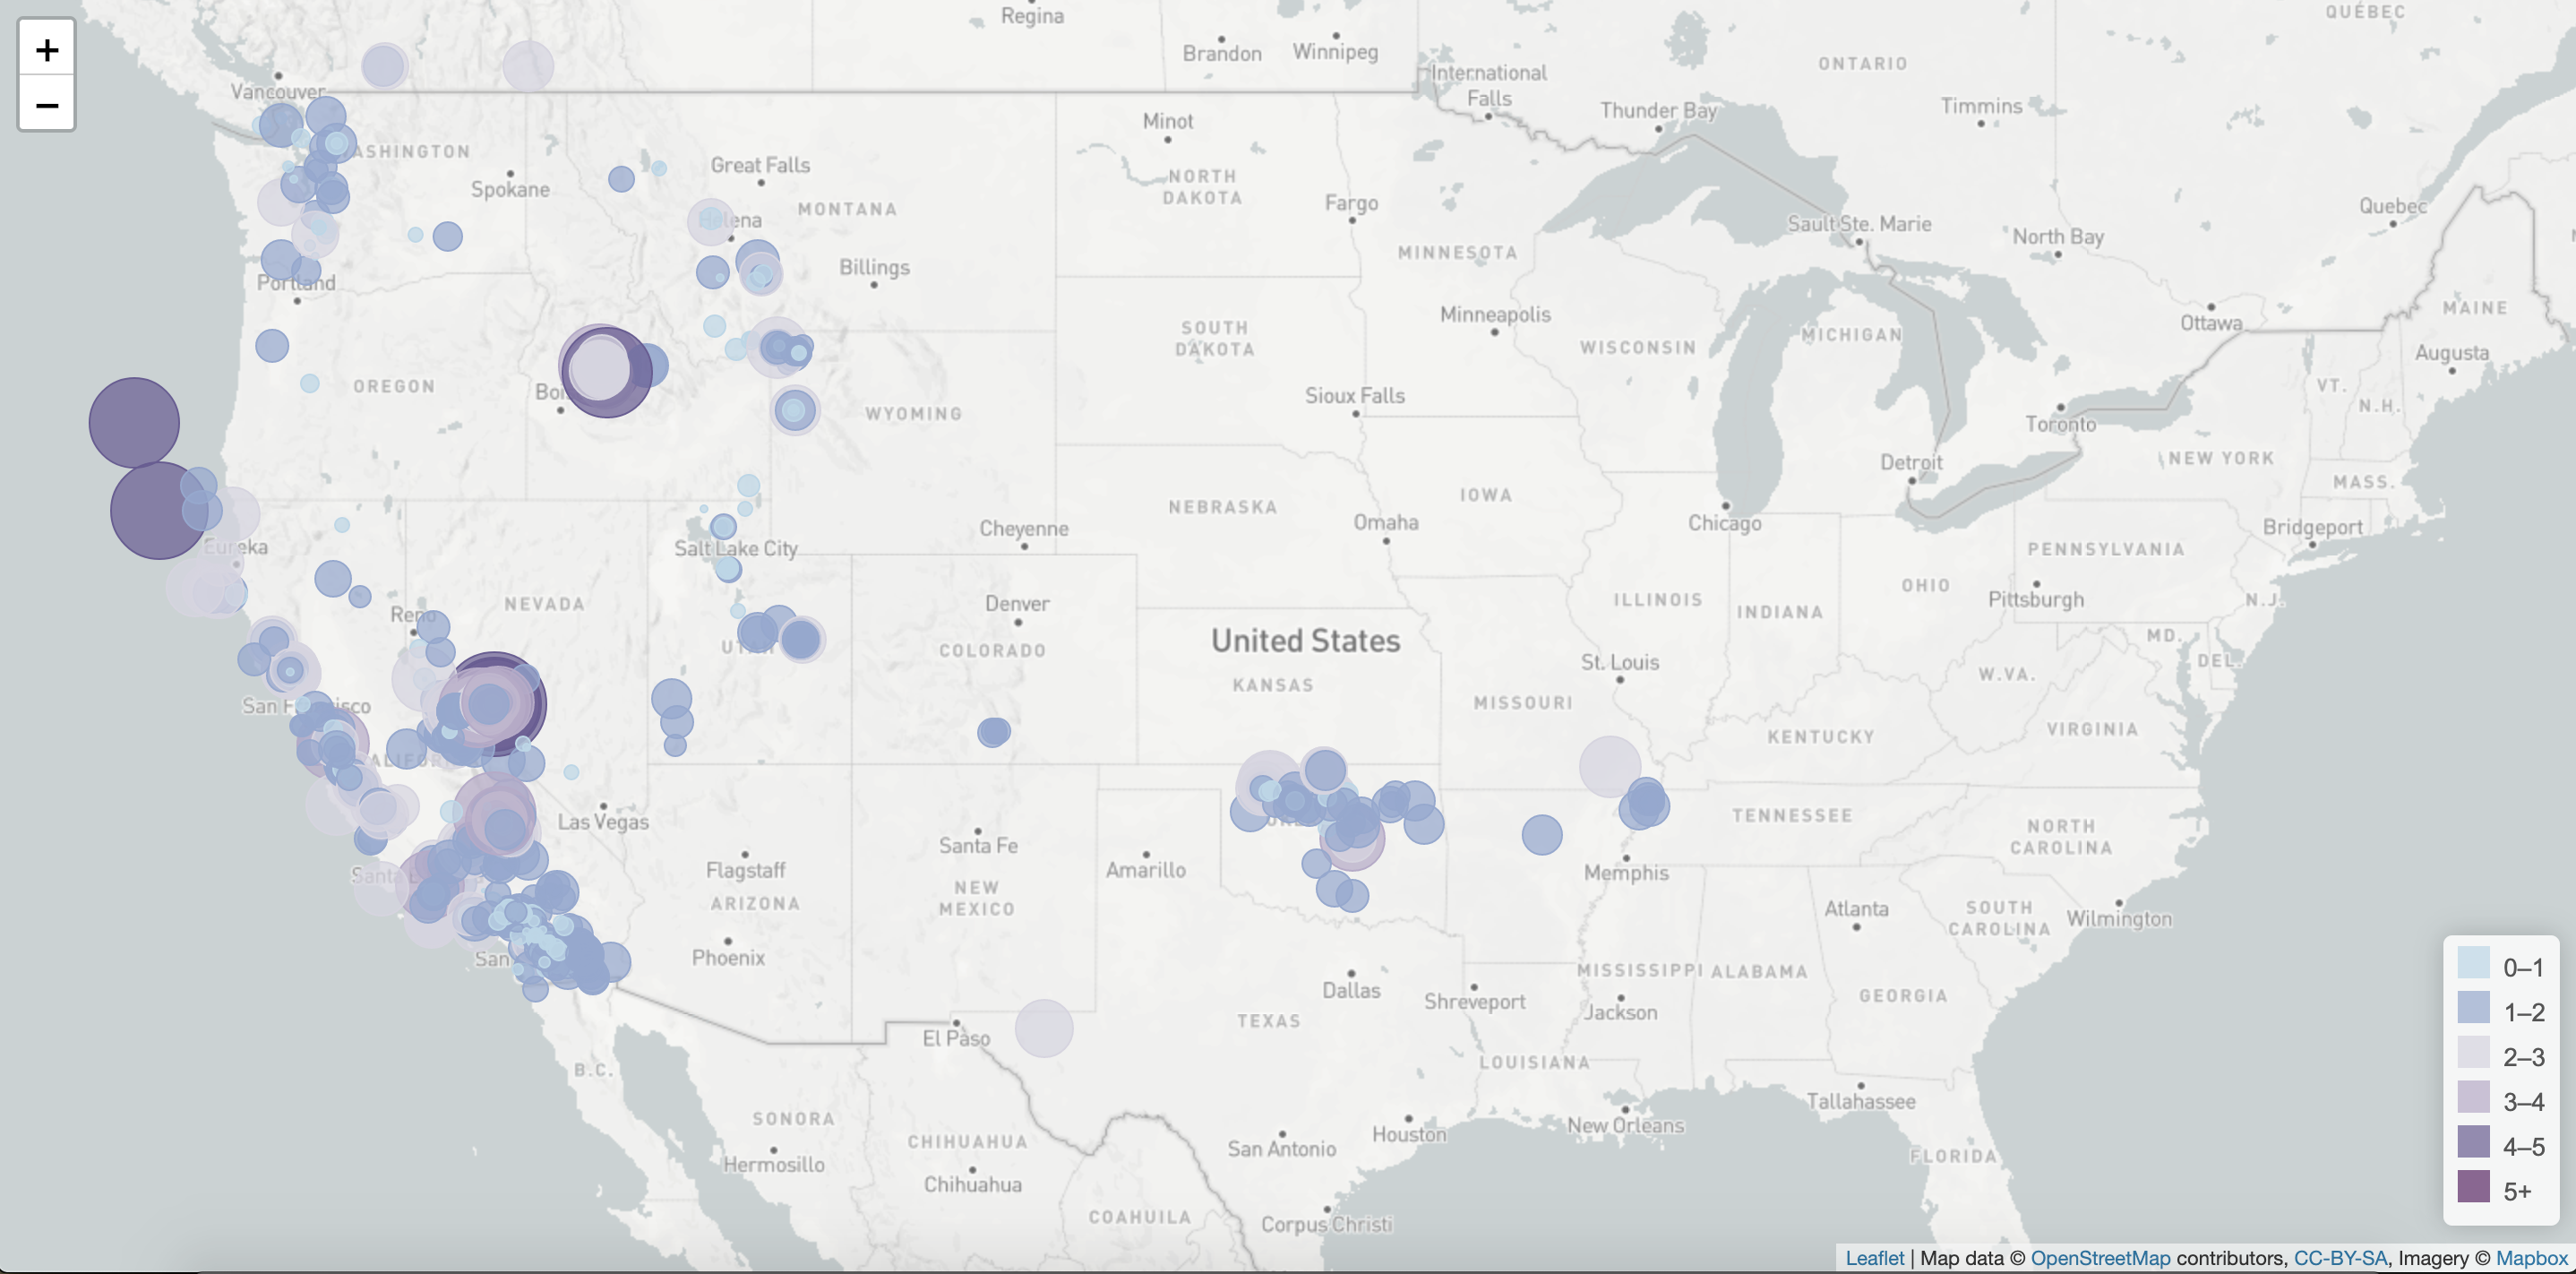 +
−
Regina
Brandon
Winnipeg
QUÉBEC
ONTARIO
International
Falls
Thunder Bay
Timmins
Vancouver
Minot
WASHINGTON
Spokane
Great Falls
MONTANA
NORTH
DAKOTA
Fargo
Quebec
Helena
Sault Ste. Marie
North Bay
MINNESOTA
Billings
Portland
MAINE
Ottawa
Minneapolis
SOUTH
DAKOTA
WISCONSIN
MICHIGAN
Augusta
OREGON
Boi
Sioux Falls
WYOMING
VT.
N.H.
Toronto
Detroit
NEW YORK
MASS.
IOWA
NEBRASKA
Omaha
Chicago
Cheyenne
Bridgeport
Eureka
Salt Lake City
PENNSYLVANIA
OHIO
Pittsburgh
N.J.
NEVADA
Denver
ILLINOIS
INDIANA
Reno
United States
MD.
DEL.
UTAH
COLORADO
St. Louis
W.VA.
KANSAS
MISSOURI
San Francisco
VIRGINIA
KENTUCKY
CALIFOR
Las Vegas
TENNESSEE
NORTH
CAROLINA
Santa Fe
Flagstaff
Amarillo
Memphis
Santa
ARIZONA
NEW
MEXICO
Atlanta
SOUTH
CAROLINA
Wilmington
San
Phoenix
MISSISSIPPI
ALABAMA
Dallas
Shreveport
Jackson
GEORGIA
TEXAS
El Paso
LOUISIANA
B.C.
Tallahassee
SONORA
CHIHUAHUA
New Orleans
Houston
San Antonio
Hermosillo
Chihuahua
FLORIDA
COAHUILA
Corpus Christi
0–1
1–2
2–3
3–4
4–5
5+
Leaflet | Map data © OpenStreetMap contributors, CC-BY-SA, Imagery © Mapbox